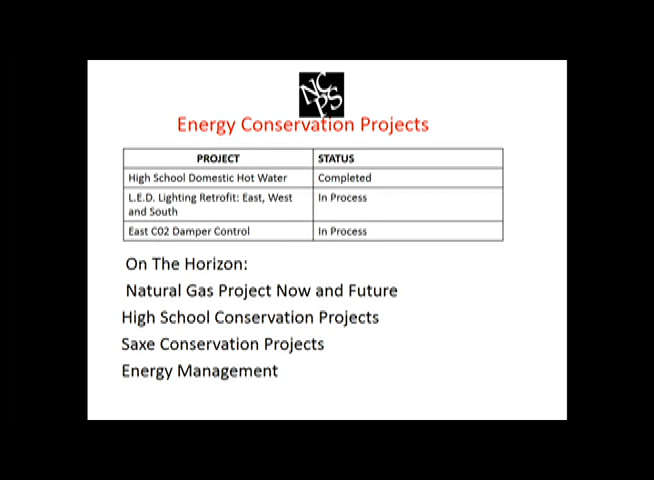 NC
PS
Energy Conservation Projects
PROJECT STATUS
High School Domestic Hot Water Completed
L.E.D. Lighting Retrofit: East, West In Process
and South
East C02 Damper Control In Process
On The Horizon:
Natural Gas Project Now and Future
High School Conservation Projects
Saxe Conservation Projects
Energy Management